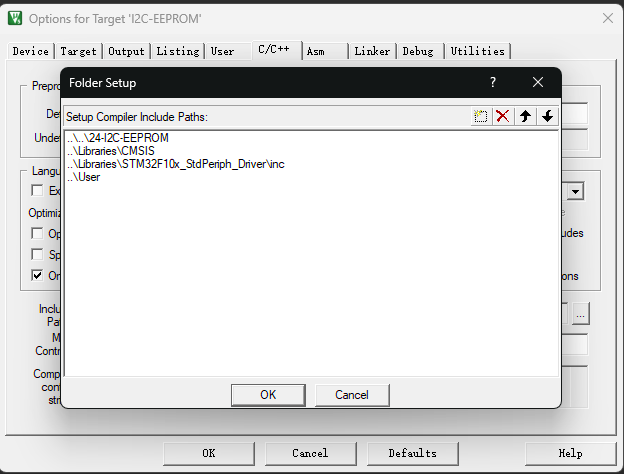 Options for Target 'I2C-EEPROM'
Device Target Output Listing User C/C++ Asm Linker Debug Utilities
Folder Setup ?
Setup Compiler Include Paths:
..\..\24-I2C-EEPROM
..\Libraries\CMSIS
..\Libraries\STM32F10x_StdPeriph_Driver\inc
..\User
OK Cancel
Prepro
De
Unde
Langu
Ex
Optimiz
Op
udes
Sp
On
ions
Inclu
Pat
...
M
Contr
Comp
con
str
OK Cancel Defaults Help